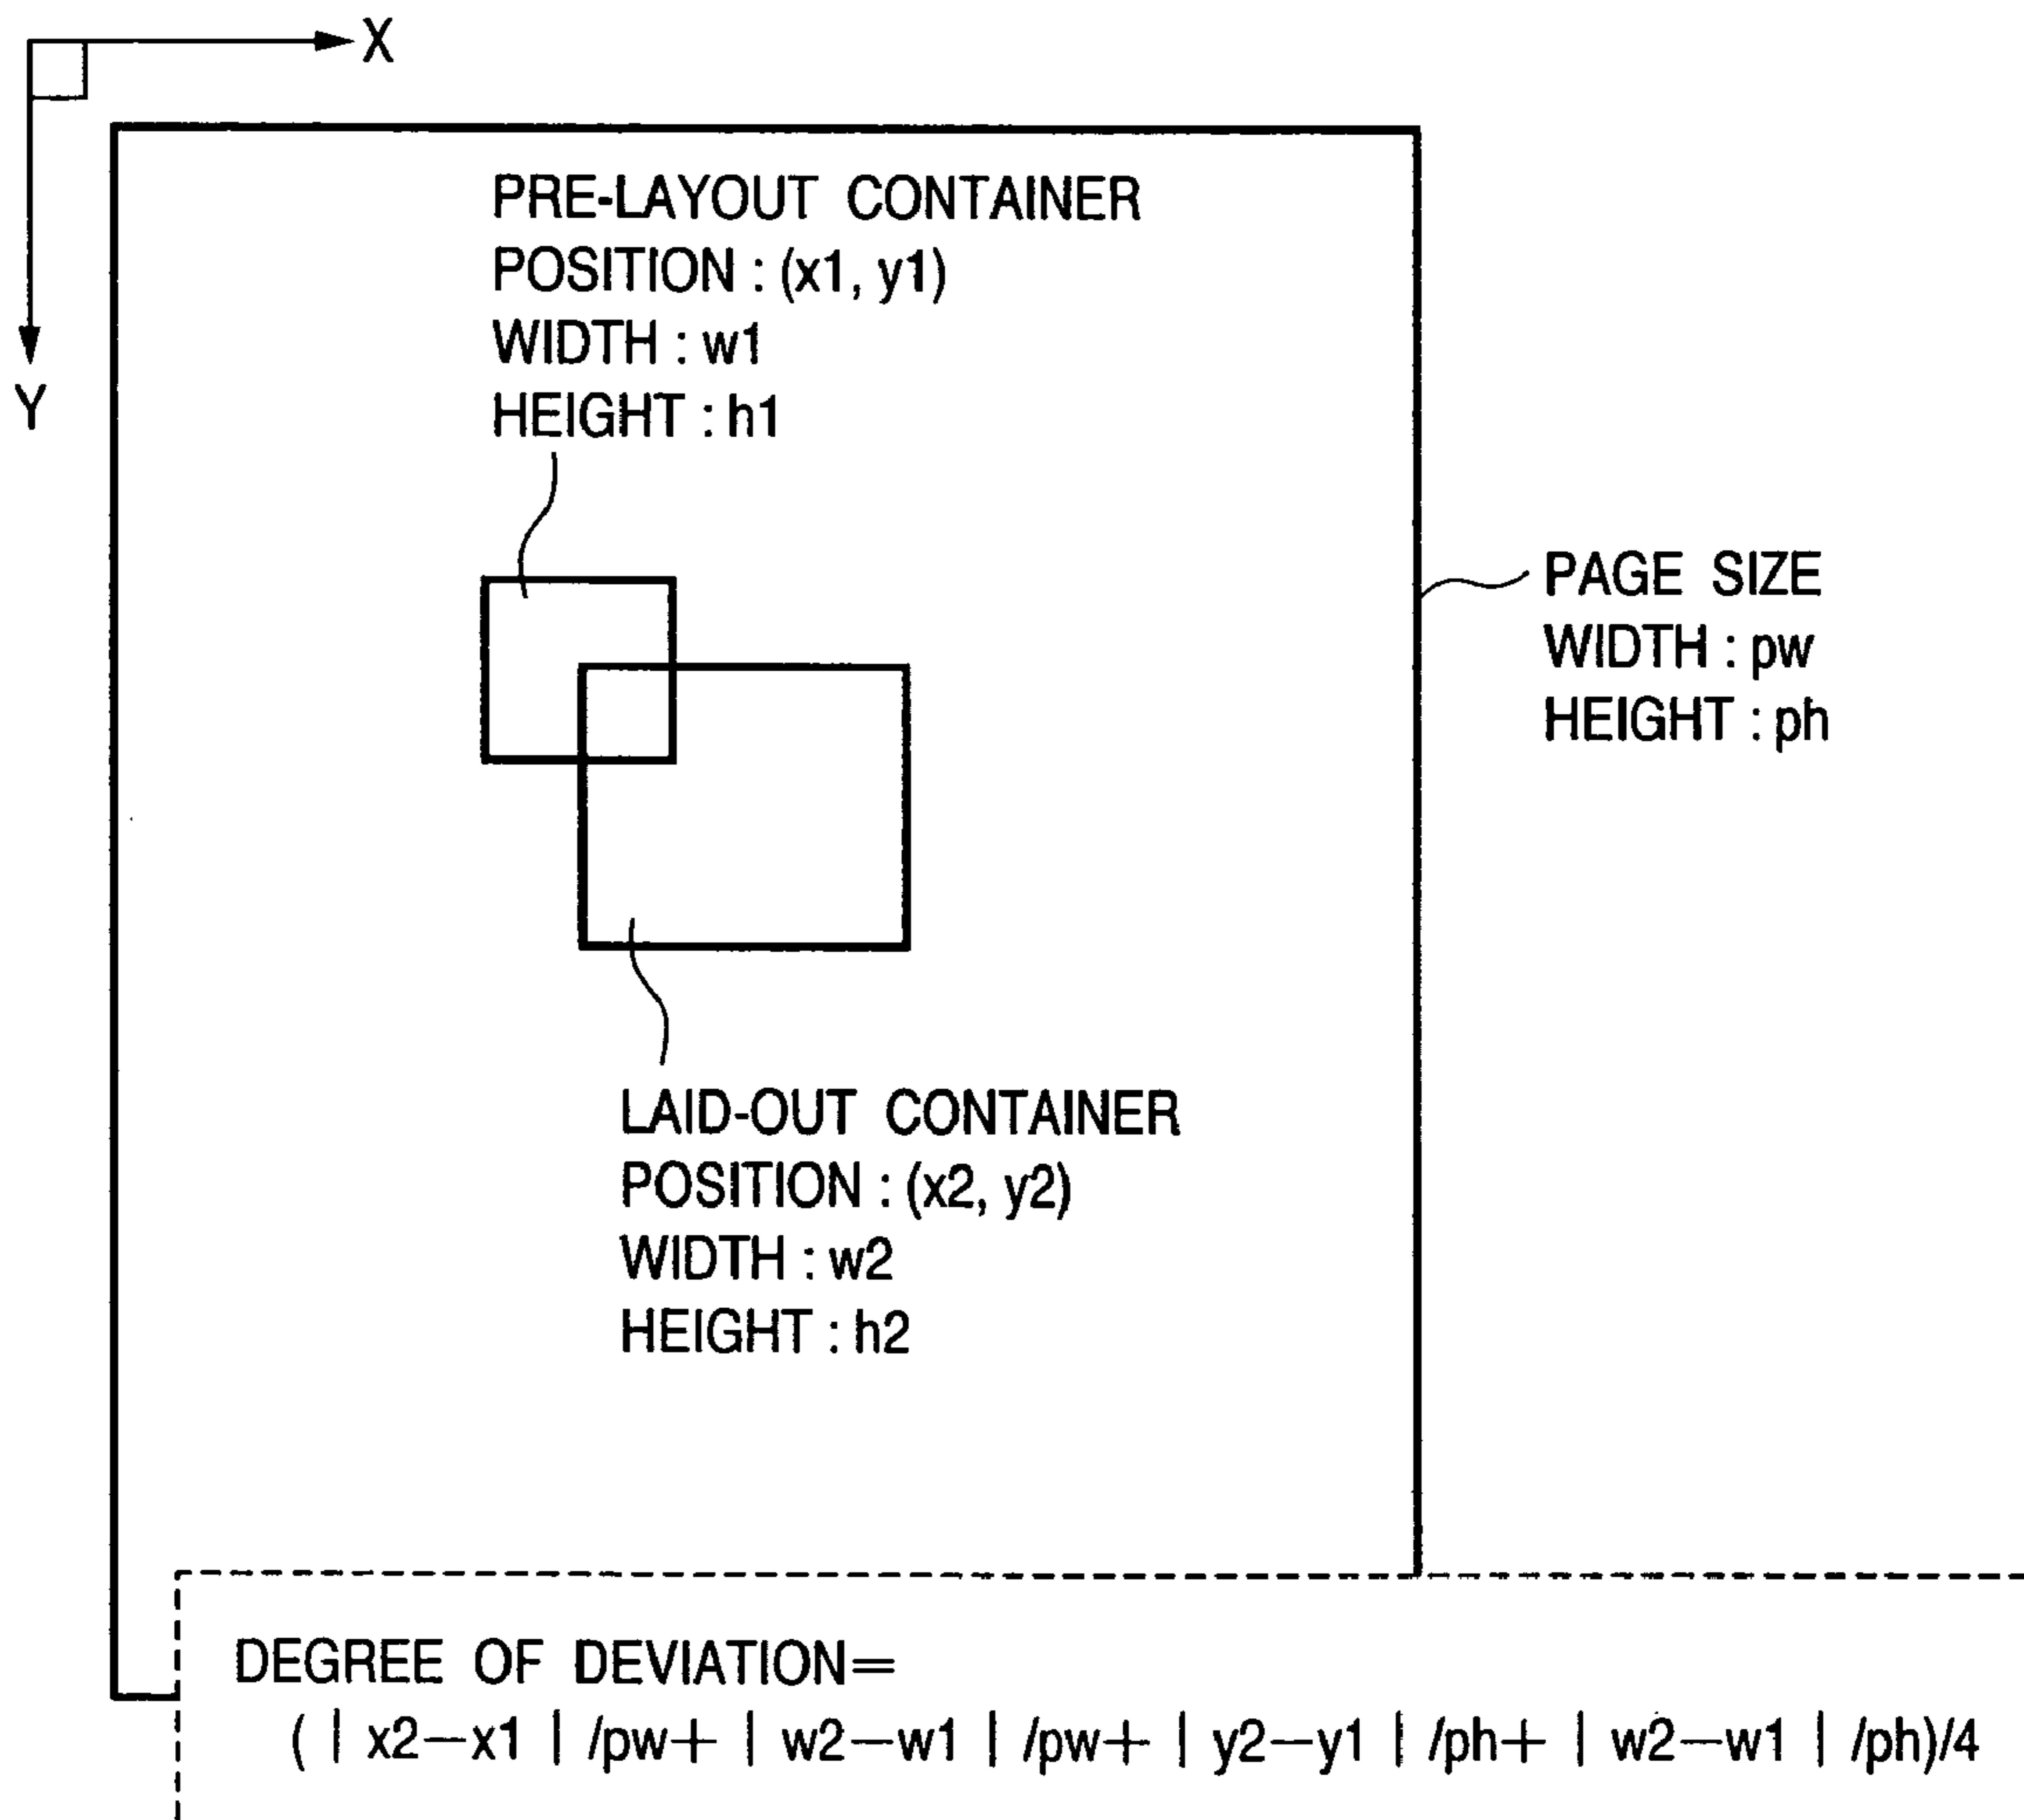 X
Y
PRE-LAYOUT CONTAINER
POSITION : (x1, y1)
WIDTH : w1
HEIGHT : h1
PAGE SIZE
WIDTH : pw
HEIGHT : ph
LAID-OUT CONTAINER
POSITION : (x2, y2)
WIDTH : w2
HEIGHT : h2
DEGREE OF DEVIATION=
( | x2−x1 | /pw+ | w2−w1 | /pw+ | y2−y1 | /ph+ | w2−w1 | /ph)/4